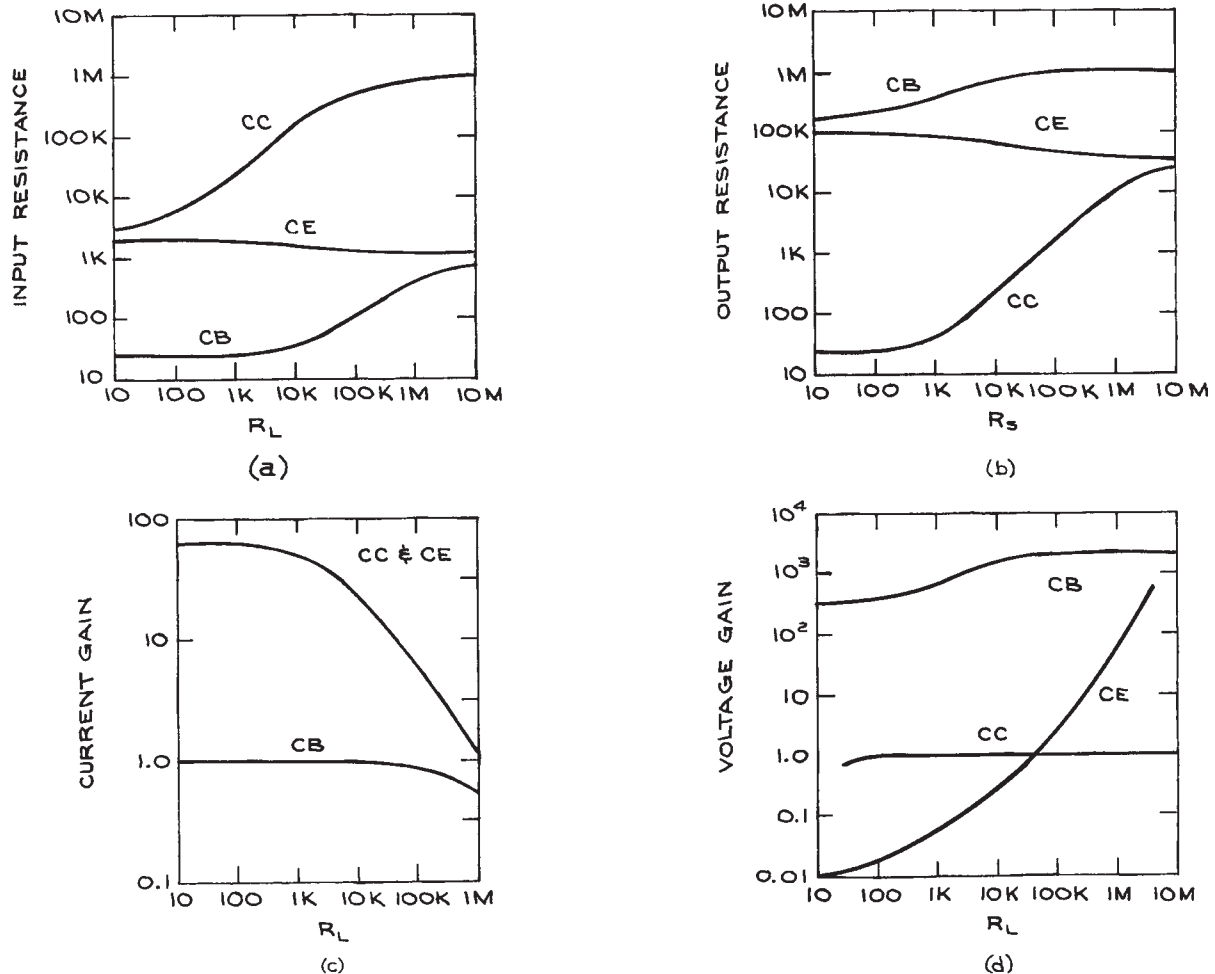 INPUT RESISTANCE
10M
1M
100K
10K
1K
100
10
CC
CE
CB
10 100 1K 10K 100K 1M 10M
R_L
(a)
OUTPUT RESISTANCE
10M
1M
100K
10K
1K
100
10
CB
CE
CC
10 100 1K 10K 100K 1M 10M
R_s
(b)
CURRENT GAIN
100
10
1.0
0.1
CC & CE
CB
10 100 1K 10K 100K 1M
R_L
(c)
VOLTAGE GAIN
10⁴
10³
10²
10
1.0
0.1
0.01
CB
CE
CC
10 100 1K 10K 100K 1M 10M
R_L
(d)